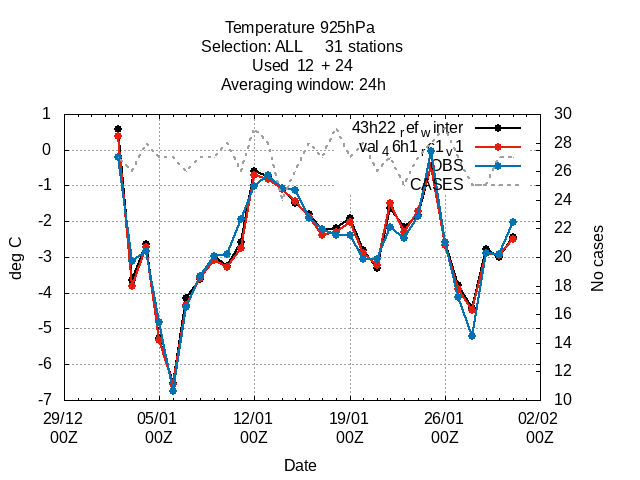 Temperature 925hPa
Selection: ALL 31 stations
Used 12 + 24
Averaging window: 24h
43h22_ref_winter
val_46h1_rc1_v1
OBS
CASES
1
0
-1
-2
-3
-4
-5
-6
-7
deg C
30
28
26
24
22
20
18
16
14
12
10
No cases
29/12 05/01 12/01 19/01 26/01 02/02
00Z 00Z 00Z 00Z 00Z 00Z
Date